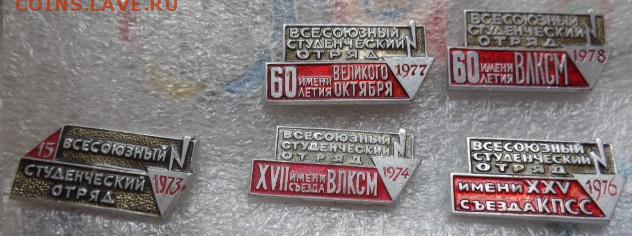 COINS.LAVE.RU
ВСЕСОЮЗНЫЙ
СТУДЕНЧЕСКИЙ
ОТРЯД
60 ИМЕНИ ЛЕТИЯ ВЕЛИКОГО ОКТЯБРЯ 1977
ВСЕСОЮЗНЫЙ
СТУДЕНЧЕСКИЙ
ОТРЯД
60 ИМЕНИ ЛЕТИЯ ВЛКСМ 1978
15 ВСЕСОЮЗНЫЙ
СТУДЕНЧЕСКИЙ 1973
ОТРЯД
ВСЕСОЮЗНЫЙ
СТУДЕНЧЕСКИЙ
ОТРЯД
XVII ИМЕНИ СЪЕЗДА ВЛКСМ 1974
ВСЕСОЮЗНЫЙ
СТУДЕНЧЕСКИЙ
ОТРЯД
ИМЕНИ XXV
СЪЕЗДА КПСС 1976